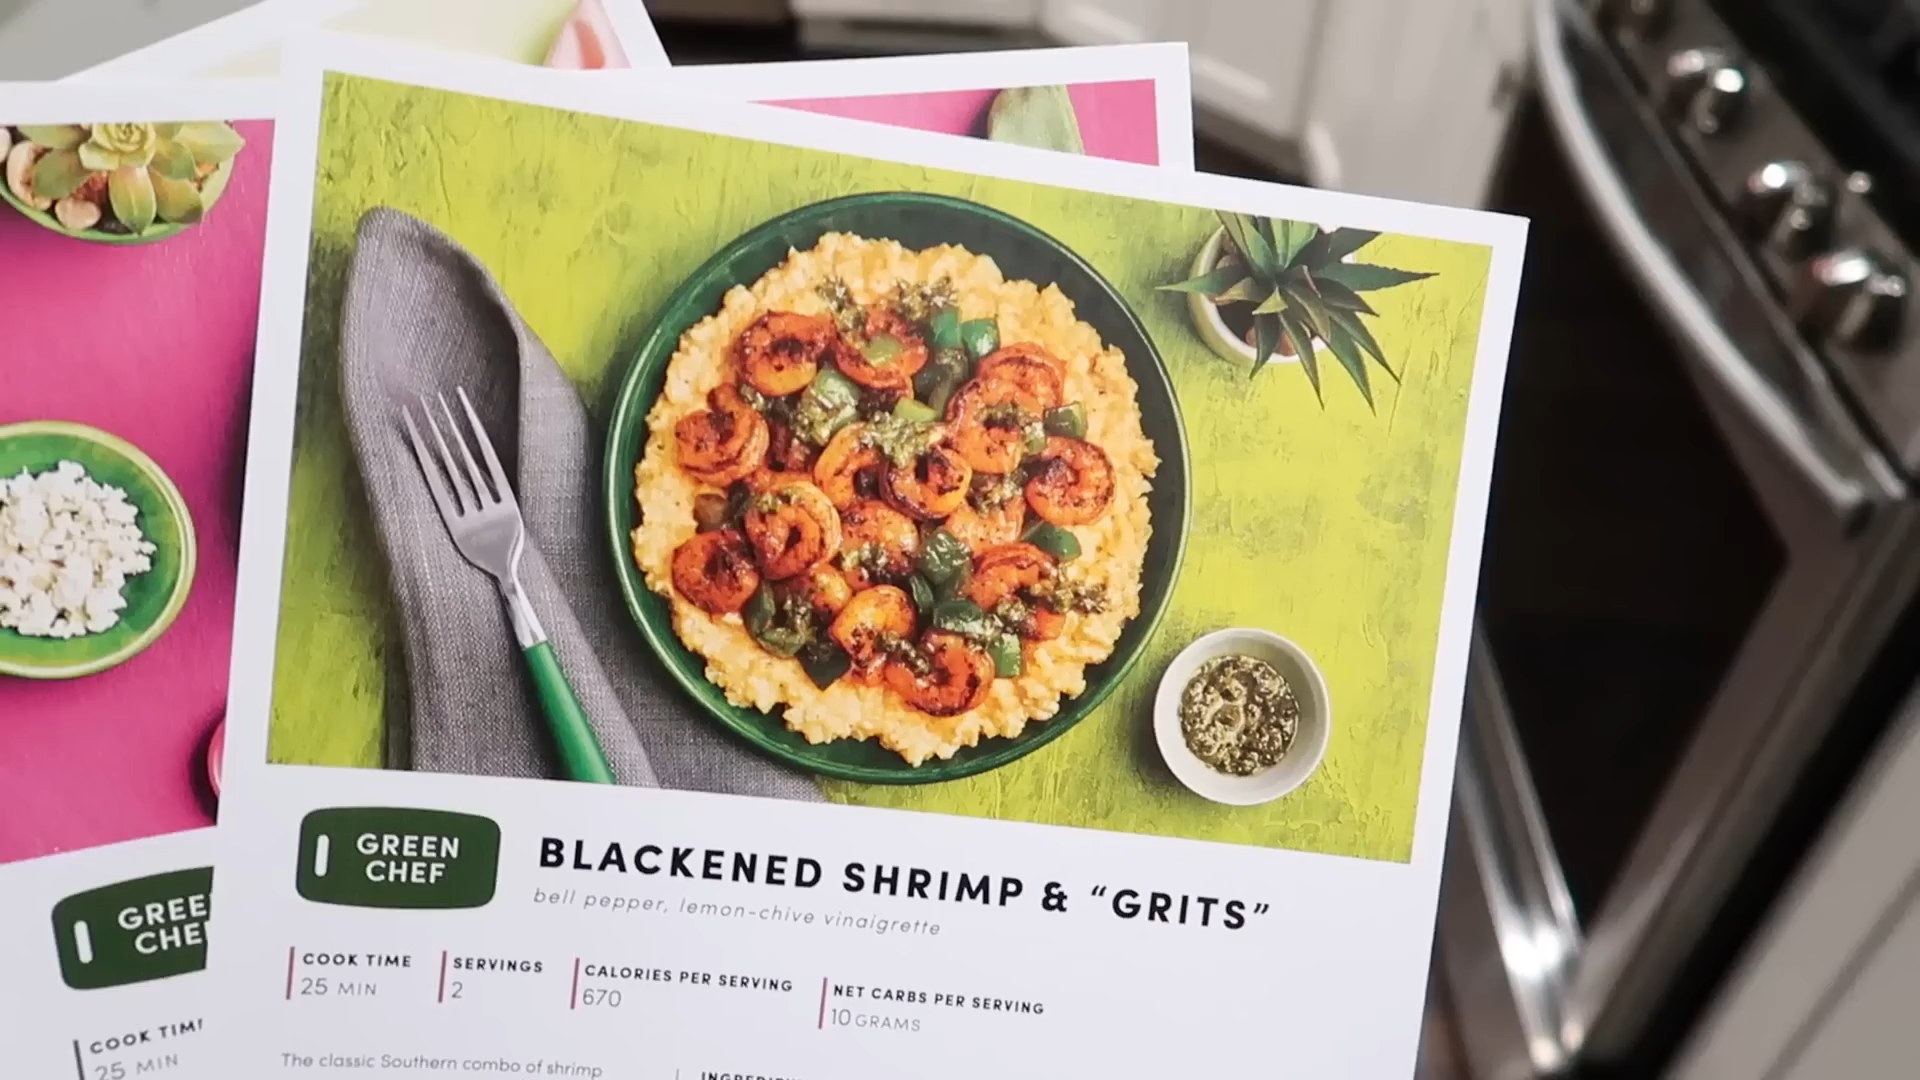 GREEN
CHEF
BLACKENED SHRIMP & “GRITS”
bell pepper, lemon-chive vinaigrette
COOK TIME
25 MIN
SERVINGS
2
CALORIES PER SERVING
670
NET CARBS PER SERVING
10 GRAMS
The classic Southern combo of shrimp
GREE
CHE
COOK TIM
25 MIN